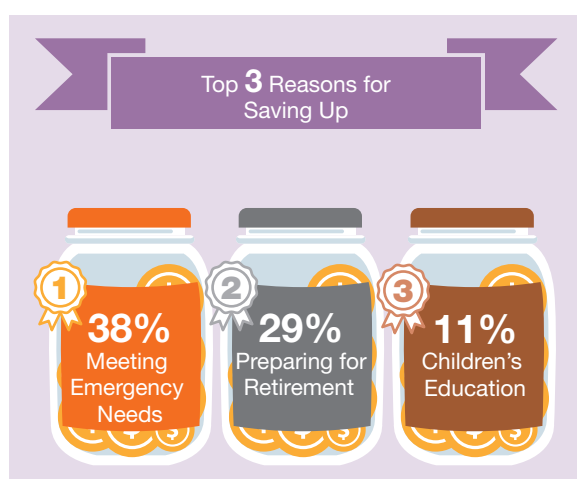 Top 3 Reasons for
Saving Up
1
38%
Meeting
Emergency
Needs
2
29%
Preparing for
Retirement
3
11%
Children's
Education
$
$